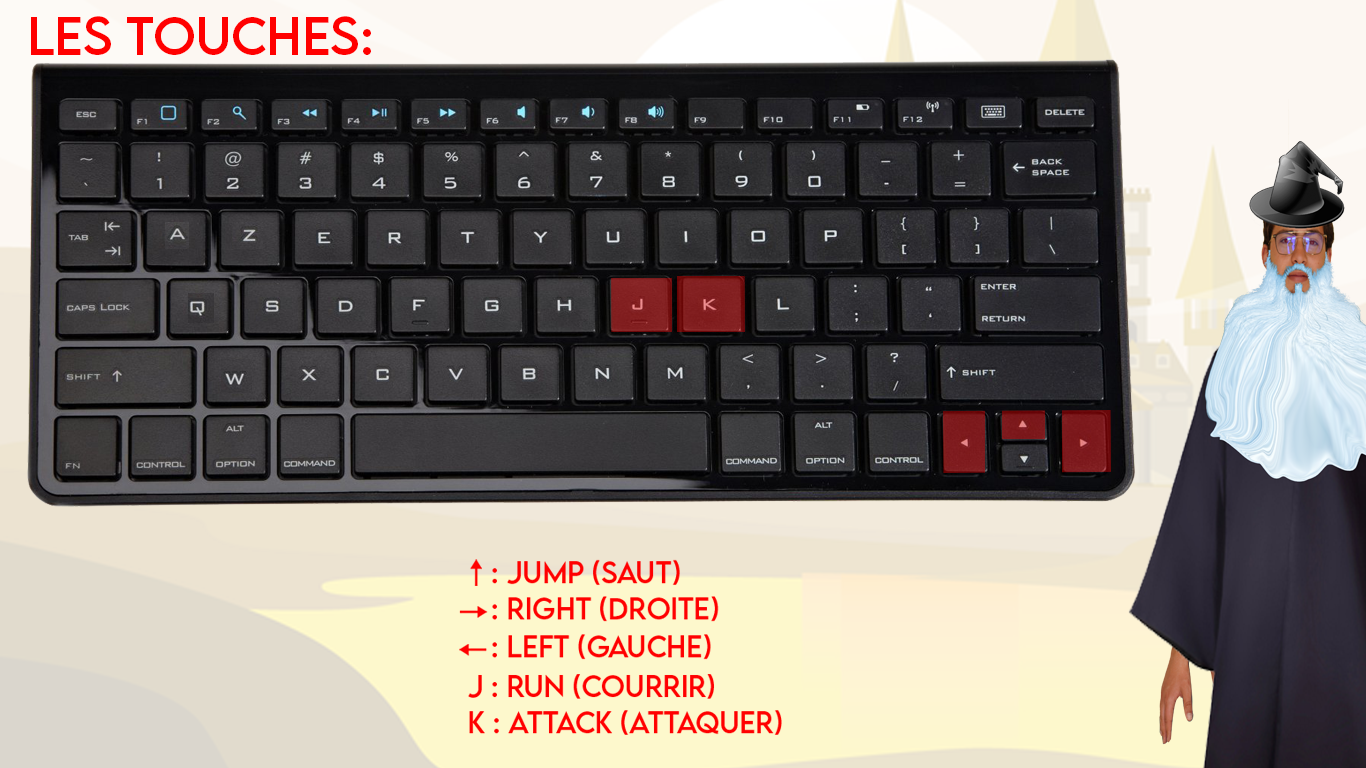 LES TOUCHES:
ESC F1 F2 F3 F4 F5 F6 F7 F8 F9 F10 F11 F12 DELETE
~ ! @ # $ % ^ & * ( ) _ + BACK
` 1 2 3 4 5 6 7 8 9 0 - = SPACE
TAB A Z E R T Y U I O P { [ } ] | \
CAPS LOCK Q S D F G H J K L : ; “ ‘ ENTER
RETURN
SHIFT ↑ W X C V B N M < , > . ? / ↑ SHIFT
ALT ALT
FN CONTROL OPTION COMMAND COMMAND OPTION CONTROL
↑ : JUMP (SAUT)
→ : RIGHT (DROITE)
← : LEFT (GAUCHE)
J : RUN (COURRIR)
K : ATTACK (ATTAQUER)